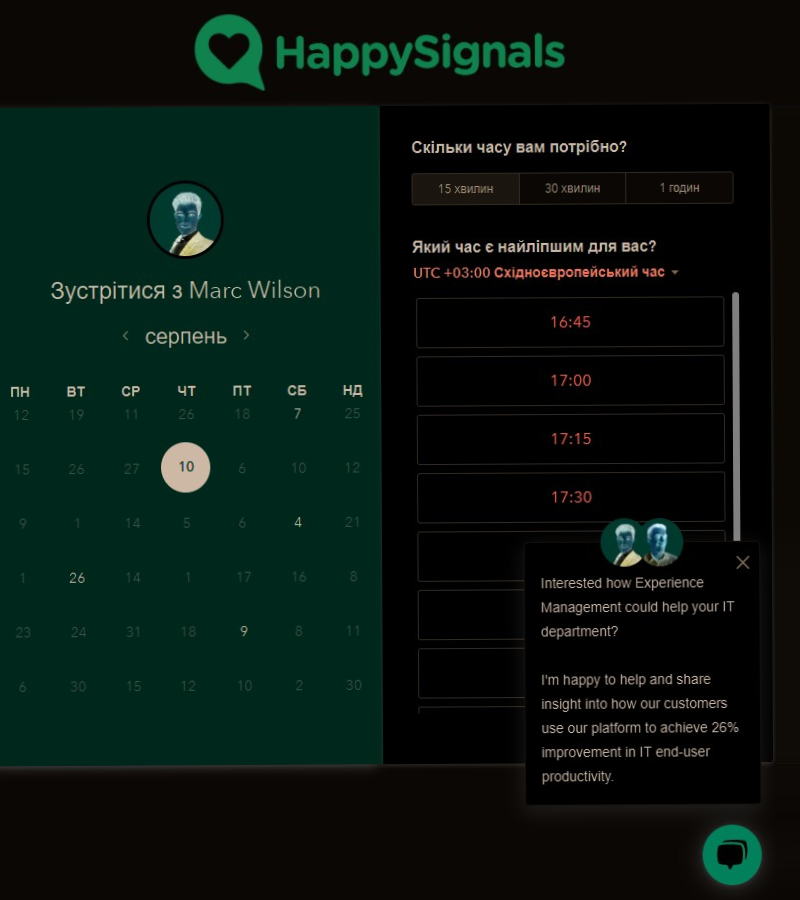 HappySignals
Зустрітися з Marc Wilson
серпень
ПН ВТ СР ЧТ ПТ СБ НД
12 19 11 26 18 7 25
15 26 27 10 6 10 12
9 1 14 5 6 4 21
1 26 14 1 17 16 8
23 24 31 18 9 8 11
6 30 15 12 10 2 30
Скільки часу вам потрібно?
15 хвилин 30 хвилин 1 годин
Який час є найліпшим для вас?
UTC +03:00 Східноєвропейський час
16:45
17:00
17:15
17:30
Interested how Experience
Management could help your IT
department?
I'm happy to help and share
insight into how our customers
use our platform to achieve 26%
improvement in IT end-user
productivity.